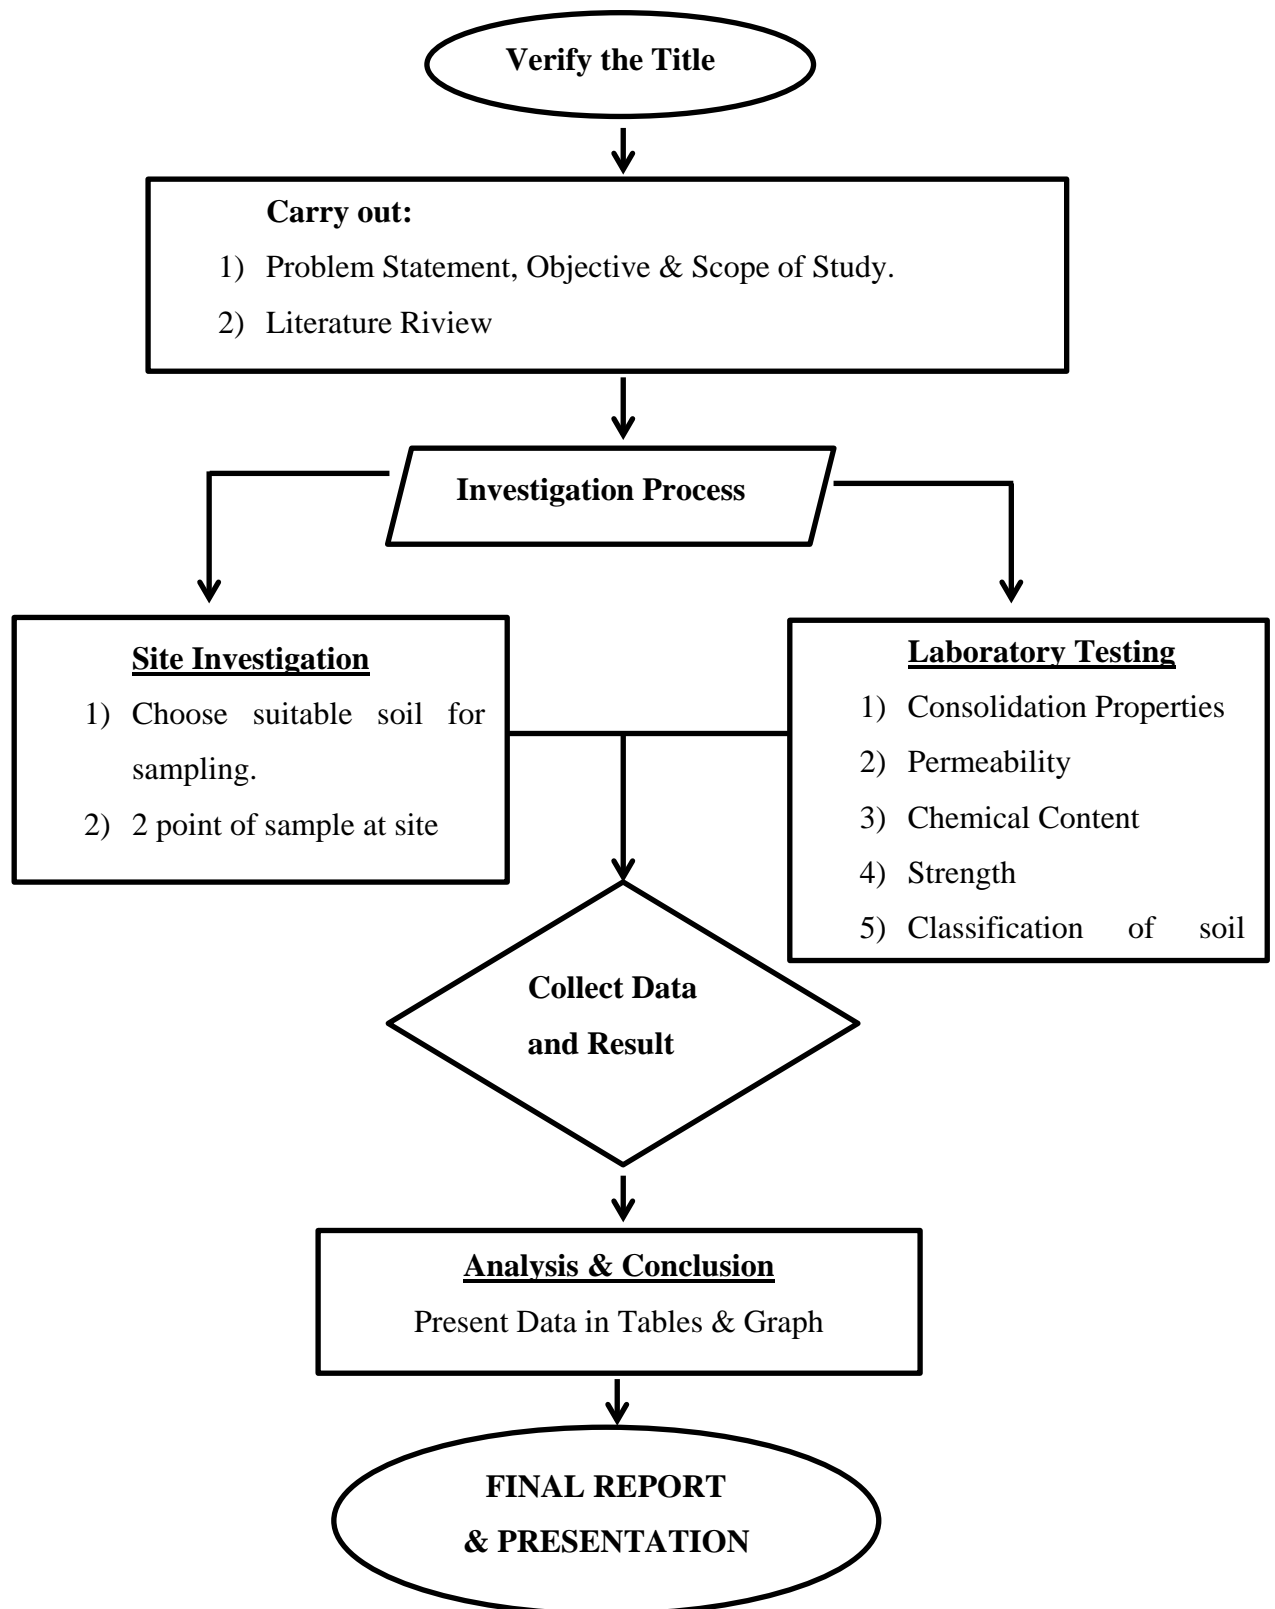 Verify the Title
Carry out:
1) Problem Statement, Objective & Scope of Study.
2) Literature Riview
Investigation Process
Site Investigation
1) Choose suitable soil for
sampling.
2) 2 point of sample at site
Laboratory Testing
1) Consolidation Properties
2) Permeability
3) Chemical Content
4) Strength
5) Classification of soil
Collect Data
and Result
Analysis & Conclusion
Present Data in Tables & Graph
FINAL REPORT
& PRESENTATION